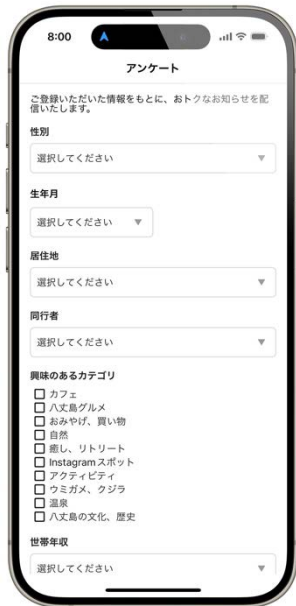 8:00
アンケート
ご登録いただいた情報をもとに、おトクなお知らせを配
信いたします。
性別
選択してください
生年月
選択してください
居住地
選択してください
同行者
選択してください
興味のあるカテゴリ
カフェ
八丈島グルメ
おみやげ、買い物
自然
癒し、リトリート
Instagramスポット
アクティビティ
ウミガメ、クジラ
温泉
八丈島の文化、歴史
世帯年収
選択してください